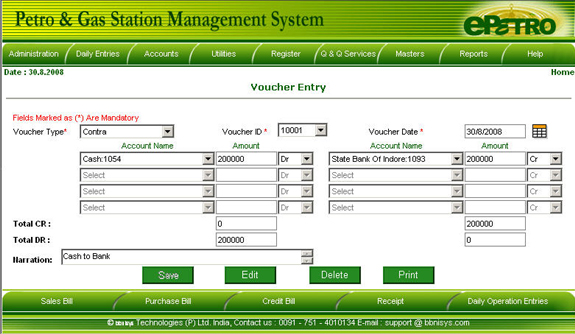 Petro & Gas Station Management System
ePETRO
Administration Daily Entries Accounts Utilities Register Q & Q Services Masters Reports Help
Date : 30.8.2008 Home
Voucher Entry
Fields Marked as (*) Are Mandatory
Voucher Type* Contra Voucher ID * 10001 Voucher Date * 30/8/2008
Account Name Amount Account Name Amount
Cash:1054 200000 Dr State Bank Of Indore:1093 200000 Cr
Select Dr Select Cr
Select Dr Select Cr
Select Dr Select Cr
Total CR : 0 200000
Total DR : 200000 0
Narration: Cash to Bank
Save Edit Delete Print
Sales Bill Purchase Bill Credit Bill Receipt Daily Operation Entries
© Technologies (P) Ltd. India, Contact us : 0091 - 751 - 4010134 E-mail : support @ bbnisys.com